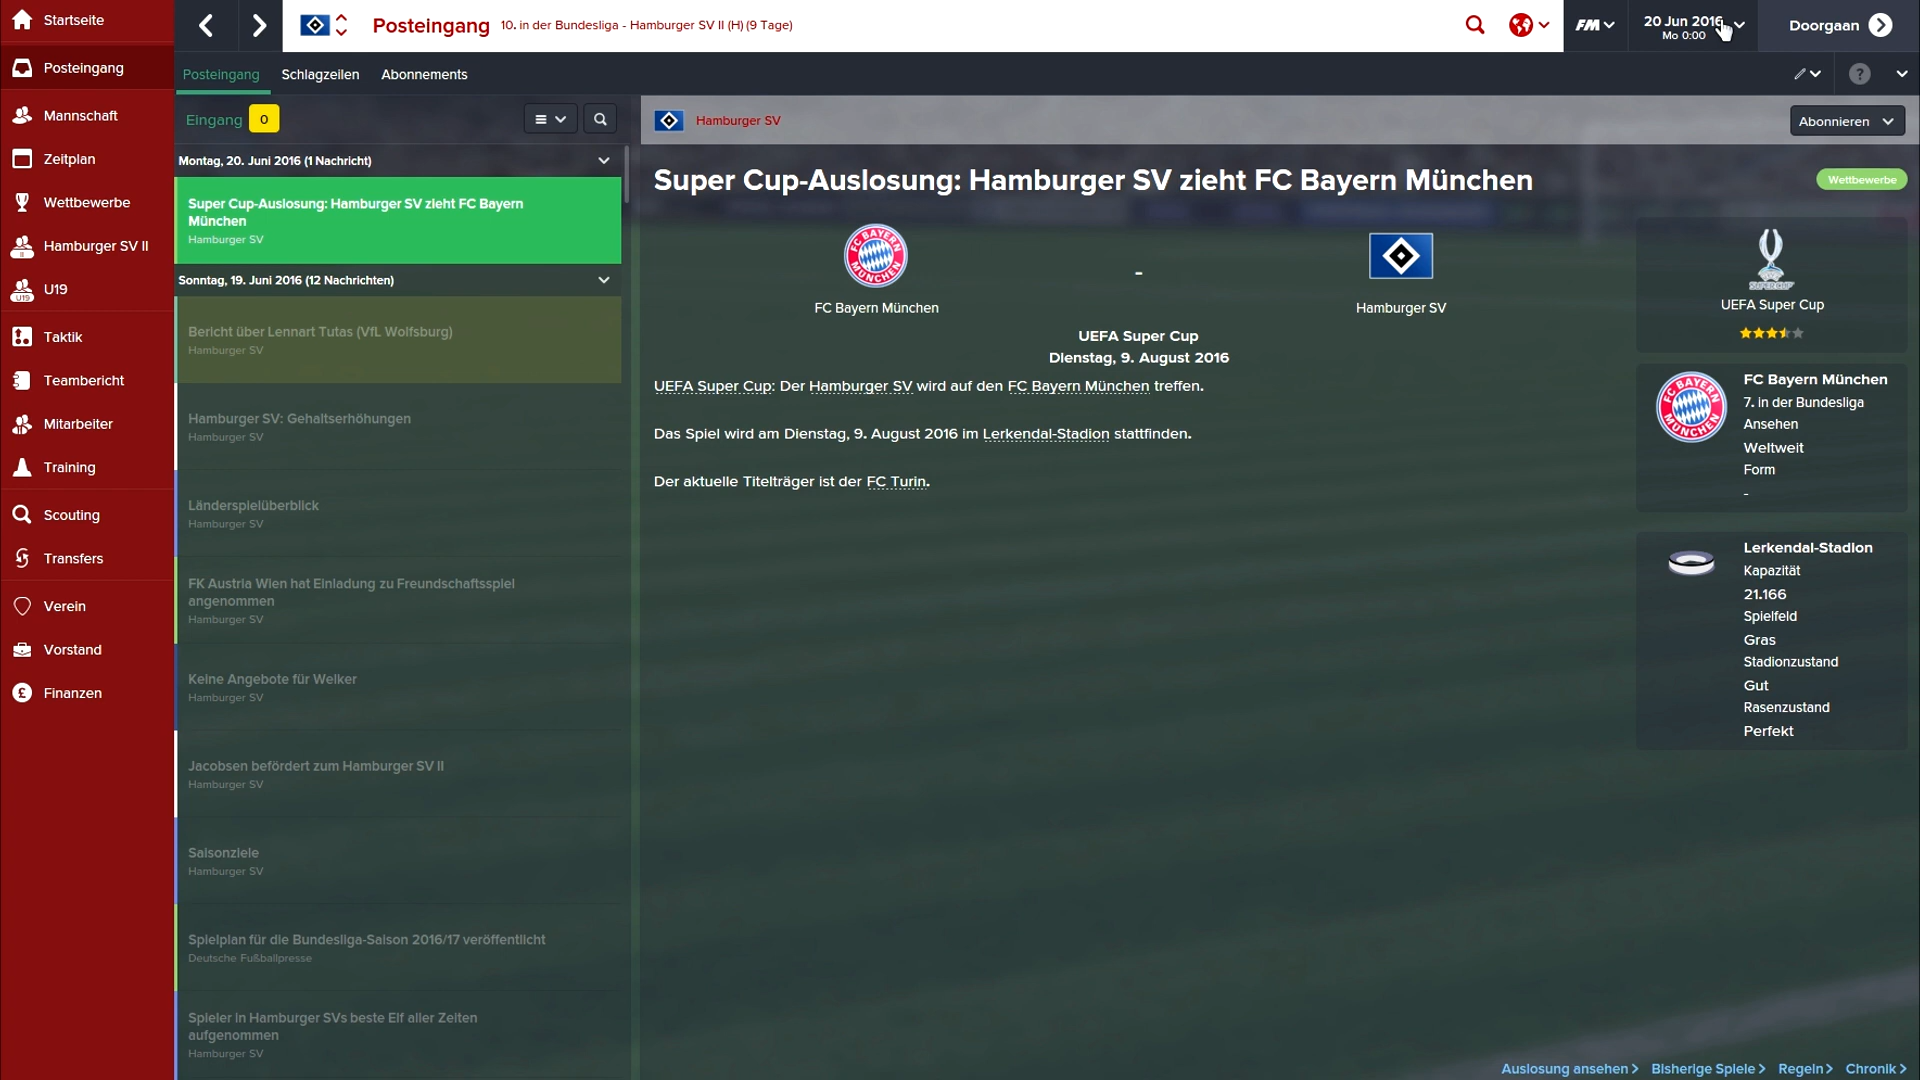 Startseite
Posteingang
Mannschaft
Zeitplan
Wettbewerbe
Hamburger SV II
U19
Taktik
Teambericht
Mitarbeiter
Training
Scouting
Transfers
Verein
Vorstand
Finanzen
Posteingang
10. in der Bundesliga - Hamburger SV II (H) (9 Tage)
FM
20 Jun 2016
Mo 0:00
Doorgaan
Posteingang
Schlagzeilen
Abonnements
?
Eingang
0
Montag, 20. Juni 2016 (1 Nachricht)
Super Cup-Auslosung: Hamburger SV zieht FC Bayern
München
Hamburger SV
Sonntag, 19. Juni 2016 (12 Nachrichten)
Bericht über Lennart Tutas (VfL Wolfsburg)
Hamburger SV
Hamburger SV: Gehaltserhöhungen
Hamburger SV
Länderspielüberblick
Hamburger SV
FK Austria Wien hat Einladung zu Freundschaftsspiel
angenommen
Hamburger SV
Keine Angebote für Welker
Hamburger SV
Jacobsen befördert zum Hamburger SV II
Hamburger SV
Saisonziele
Hamburger SV
Spielplan für die Bundesliga-Saison 2016/17 veröffentlicht
Deutsche Fußballpresse
Spieler in Hamburger SVs beste Elf aller Zeiten
aufgenommen
Hamburger SV
Hamburger SV
Abonnieren
Super Cup-Auslosung: Hamburger SV zieht FC Bayern München
Wettbewerbe
FC BAYERN
MÜNCHEN
-
FC Bayern München
Hamburger SV
UEFA Super Cup
Dienstag, 9. August 2016
UEFA Super Cup: Der Hamburger SV wird auf den FC Bayern München treffen.
Das Spiel wird am Dienstag, 9. August 2016 im Lerkendal-Stadion stattfinden.
Der aktuelle Titelträger ist der FC Turin.
SUPERCUP
UEFA Super Cup
FC BAYERN
MÜNCHEN
FC Bayern München
7. in der Bundesliga
Ansehen
Weltweit
Form
-
Lerkendal-Stadion
Kapazität
21.166
Spielfeld
Gras
Stadionzustand
Gut
Rasenzustand
Perfekt
Auslosung ansehen >
Bisherige Spiele >
Regeln >
Chronik >